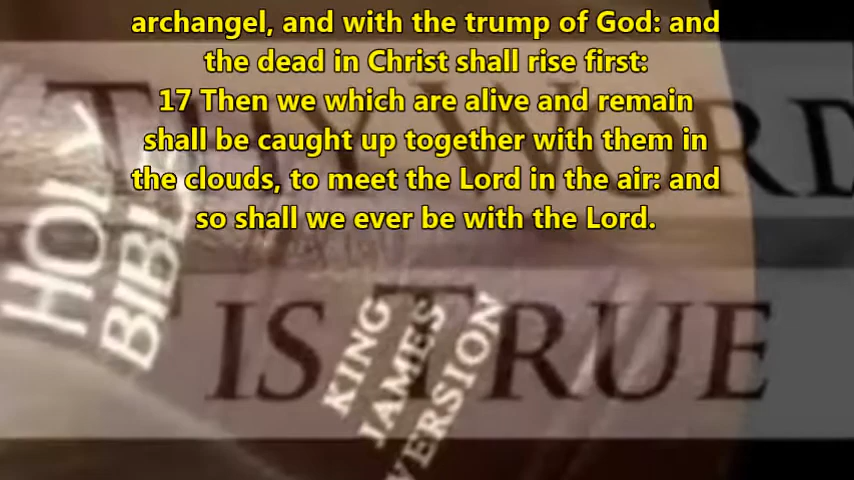 archangel, and with the trump of God: and
the dead in Christ shall rise first:
17 Then we which are alive and remain
shall be caught up together with them in
the clouds, to meet the Lord in the air: and
so shall we ever be with the Lord.
THY WORD
IS TRUE
HOLY
BIBLE
KING
JAMES
VERSION